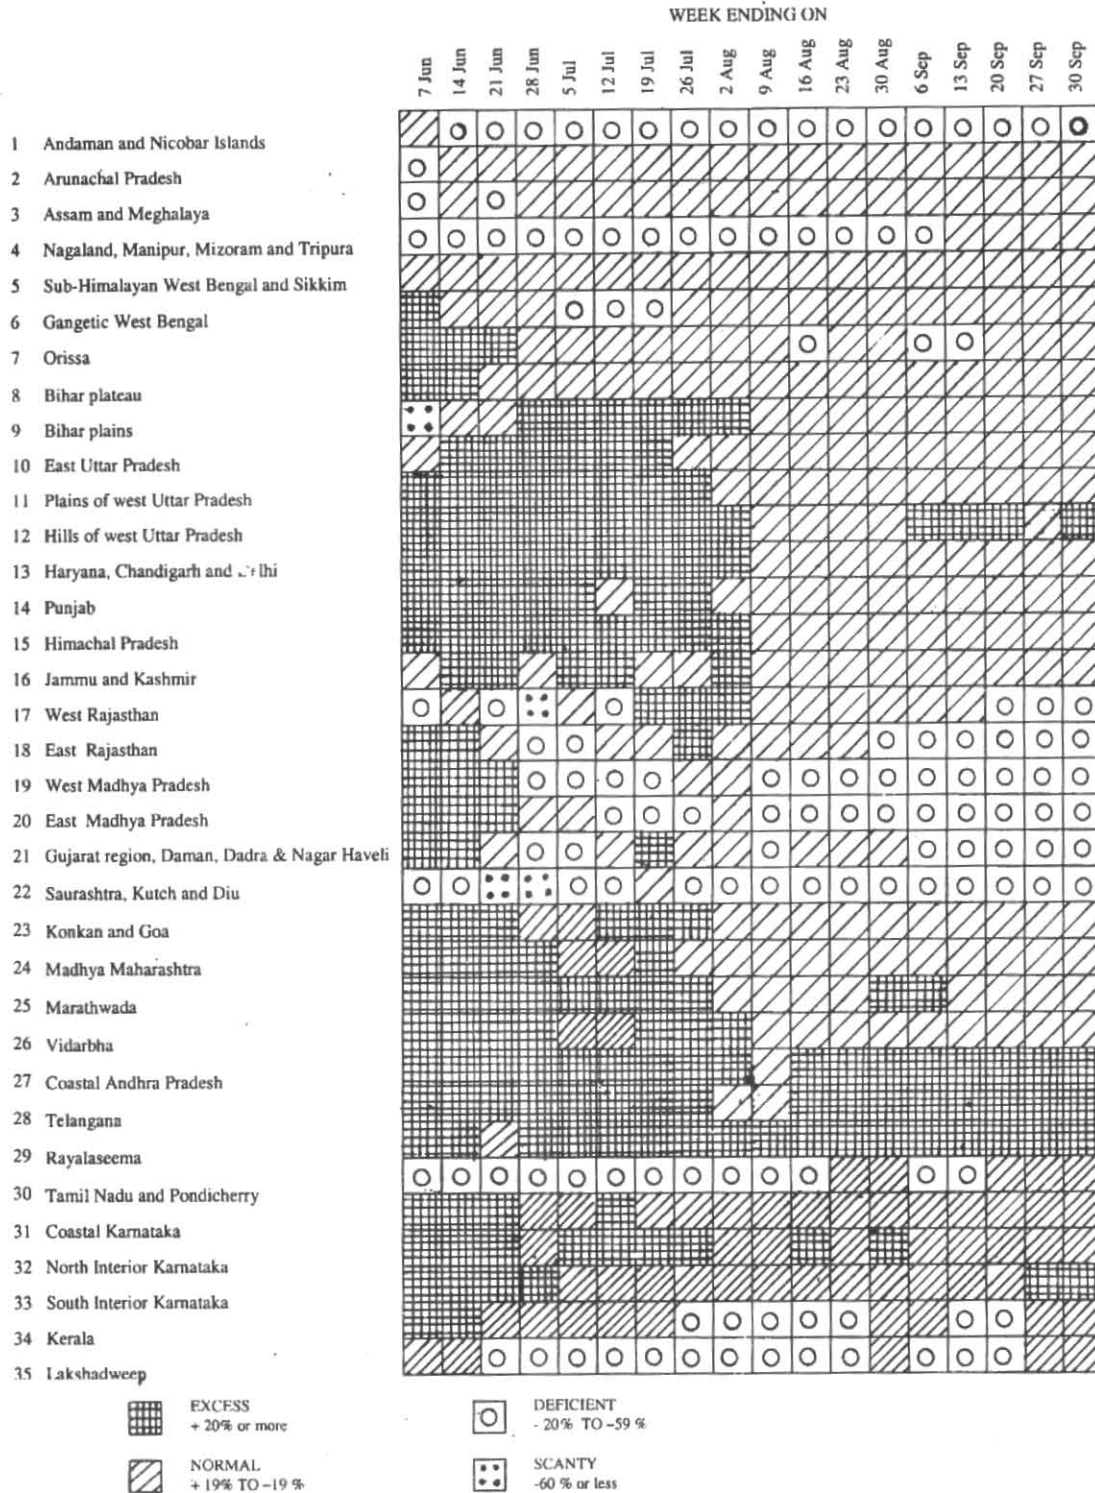 WEEK ENDING ON
7 Jun
14 Jun
21 Jun
28 Jun
5 Jul
12 Jul
19 Jul
26 Jul
2 Aug
9 Aug
16 Aug
23 Aug
30 Aug
6 Sep
13 Sep
20 Sep
27 Sep
30 Sep
1 Andaman and Nicobar Islands
2 Arunachal Pradesh
3 Assam and Meghalaya
4 Nagaland, Manipur, Mizoram and Tripura
5 Sub-Himalayan West Bengal and Sikkim
6 Gangetic West Bengal
7 Orissa
8 Bihar plateau
9 Bihar plains
10 East Uttar Pradesh
11 Plains of west Uttar Pradesh
12 Hills of west Uttar Pradesh
13 Haryana, Chandigarh and
14 Punjab
15 Himachal Pradesh
16 Jammu and Kashmir
17 West Rajasthan
18 East Rajasthan
19 West Madhya Pradesh
20 East Madhya Pradesh
21 Gujarat region, Daman, Dadra & Nagar Haveli
22 Saurashtra, Kutch and Diu
23 Konkan and Goa
24 Madhya Maharashtra
25 Marathwada
26 Vidarbha
27 Coastal Andhra Pradesh
28 Telangana
29 Rayalaseema
30 Tamil Nadu and Pondicherry
31 Coastal Karnataka
32 North Interior Karnataka
33 South Interior Karnataka
34 Kerala
35 Lakshadweep
EXCESS
+ 20% or more
NORMAL
+ 19% TO -19 %
DEFICIENT
- 20% TO -59 %
SCANTY
-60 % or less